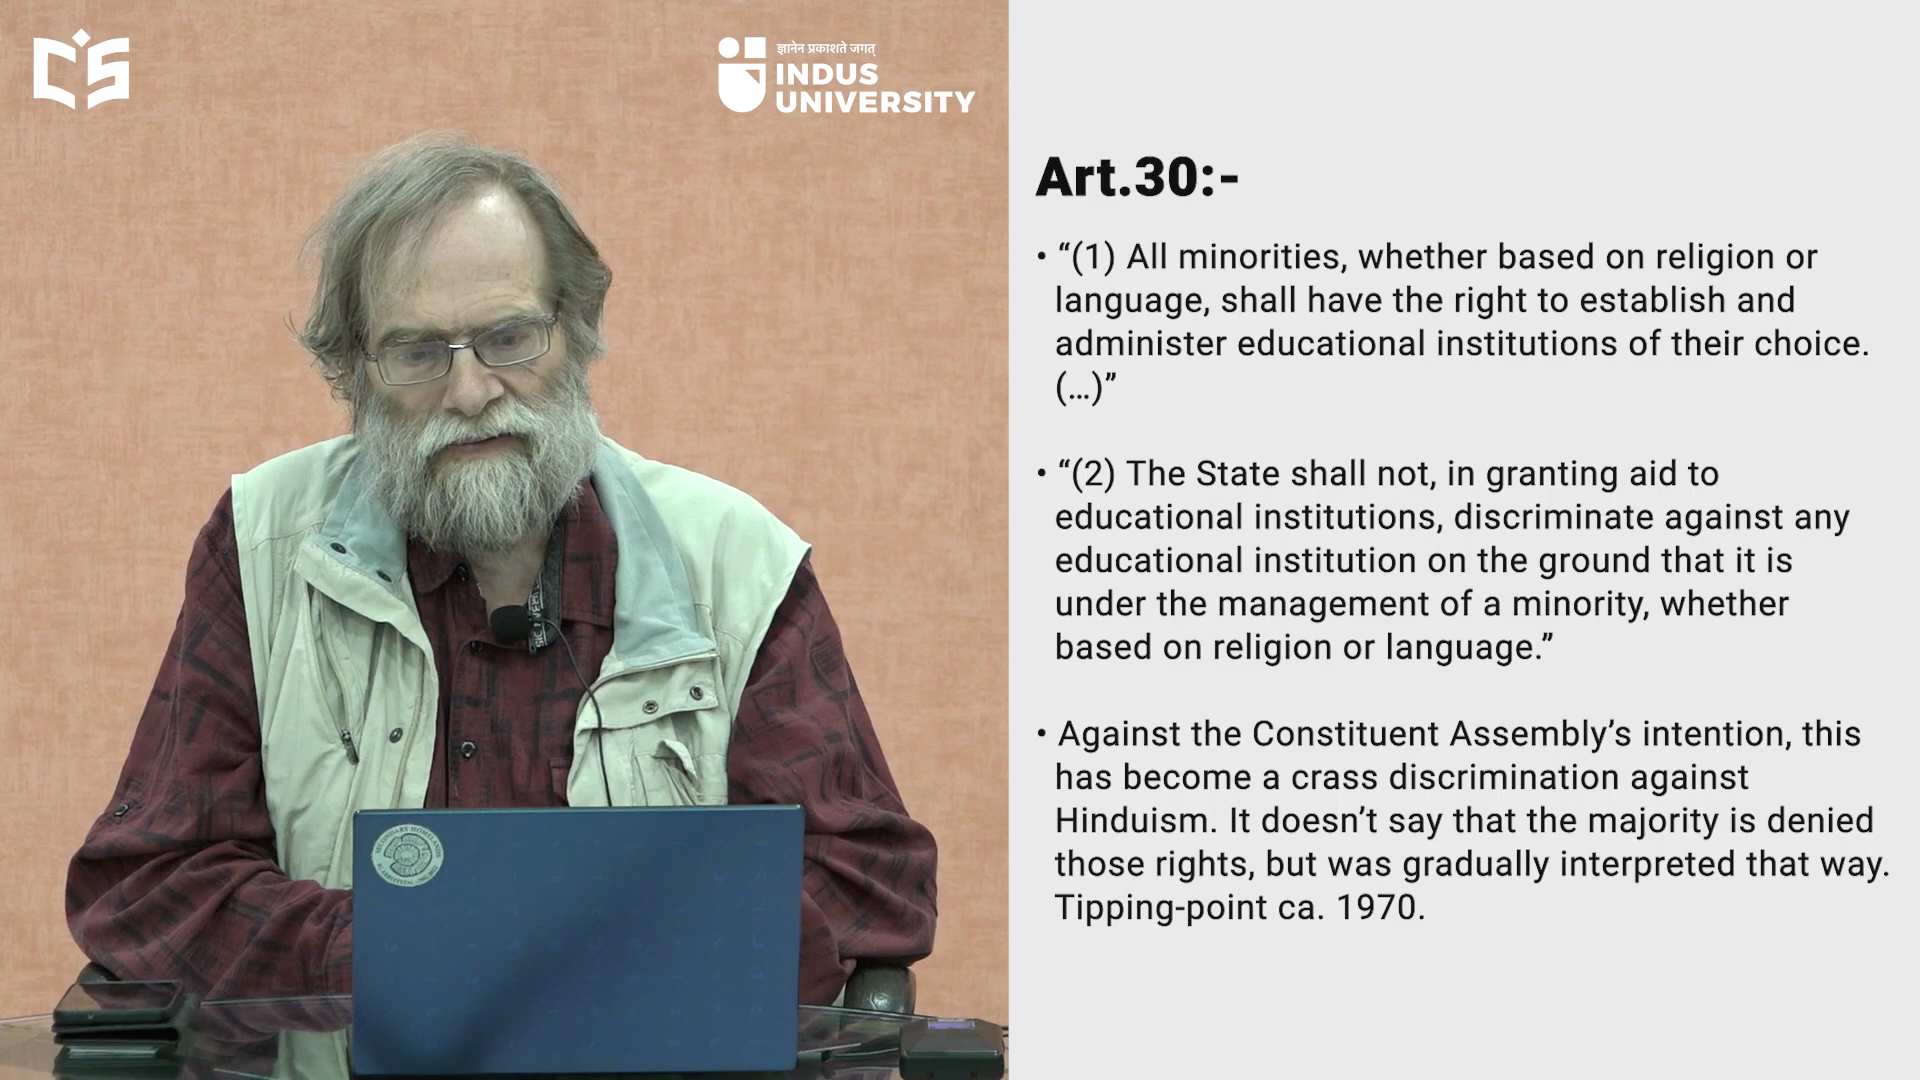 CIS
ज्ञानेन प्रकाशते जगत्
INDUS
UNIVERSITY
Art.30:-
• “(1) All minorities, whether based on religion or
language, shall have the right to establish and
administer educational institutions of their choice.
(...)”
• “(2) The State shall not, in granting aid to
educational institutions, discriminate against any
educational institution on the ground that it is
under the management of a minority, whether
based on religion or language.”
• Against the Constituent Assembly’s intention, this
has become a crass discrimination against
Hinduism. It doesn’t say that the majority is denied
those rights, but was gradually interpreted that way.
Tipping-point ca. 1970.